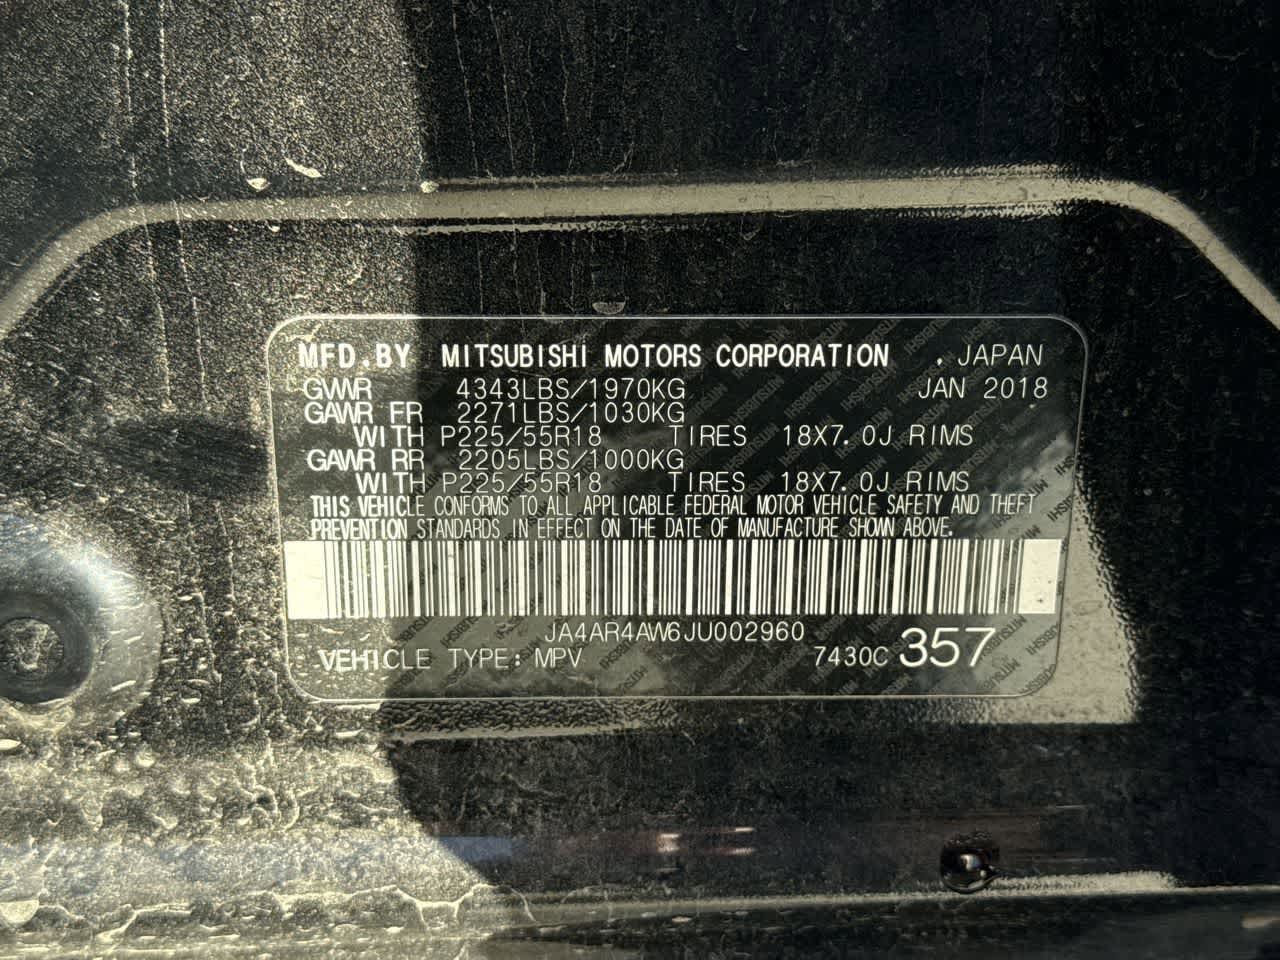 MFD.BY MITSUBISHI MOTORS CORPORATION . JAPAN
GVWR 4343LBS/1970KG JAN 2018
GAWR FR 2271LBS/1030KG
WITH P225/55R18 TIRES 18X7.0J RIMS
GAWR RR 2205LBS/1000KG
WITH P225/55R18 TIRES 18X7.0J RIMS
THIS VEHICLE CONFORMS TO ALL APPLICABLE FEDERAL MOTOR VEHICLE SAFETY AND THEFT
PREVENTION STANDARDS IN EFFECT ON THE DATE OF MANUFACTURE SHOWN ABOVE.
JA4AR4AW6JU002960
VEHICLE TYPE: MPV 7430C 357